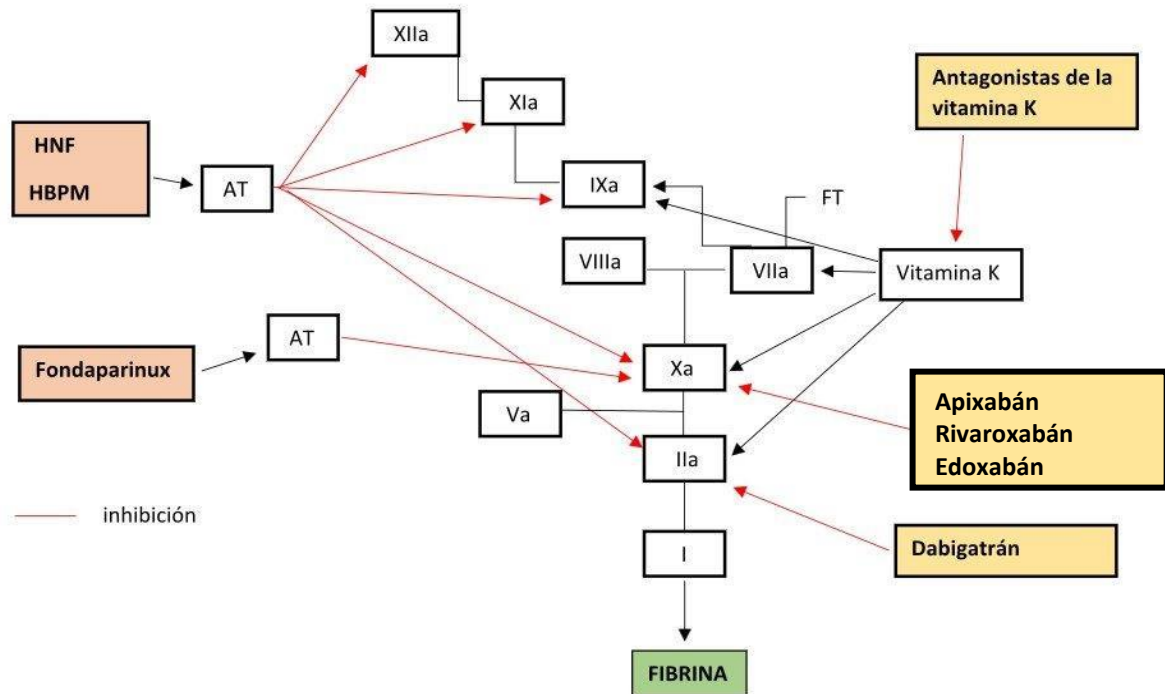 XIIa
Antagonistas de la
vitamina K
XIa
HNF
HBPM
AT
IXa
FT
VIIIa
VIIa
Vitamina K
AT
Fondaparinux
Xa
Apixabán
Rivaroxabán
Edoxabán
Va
IIa
inhibición
Dabigatrán
I
FIBRINA